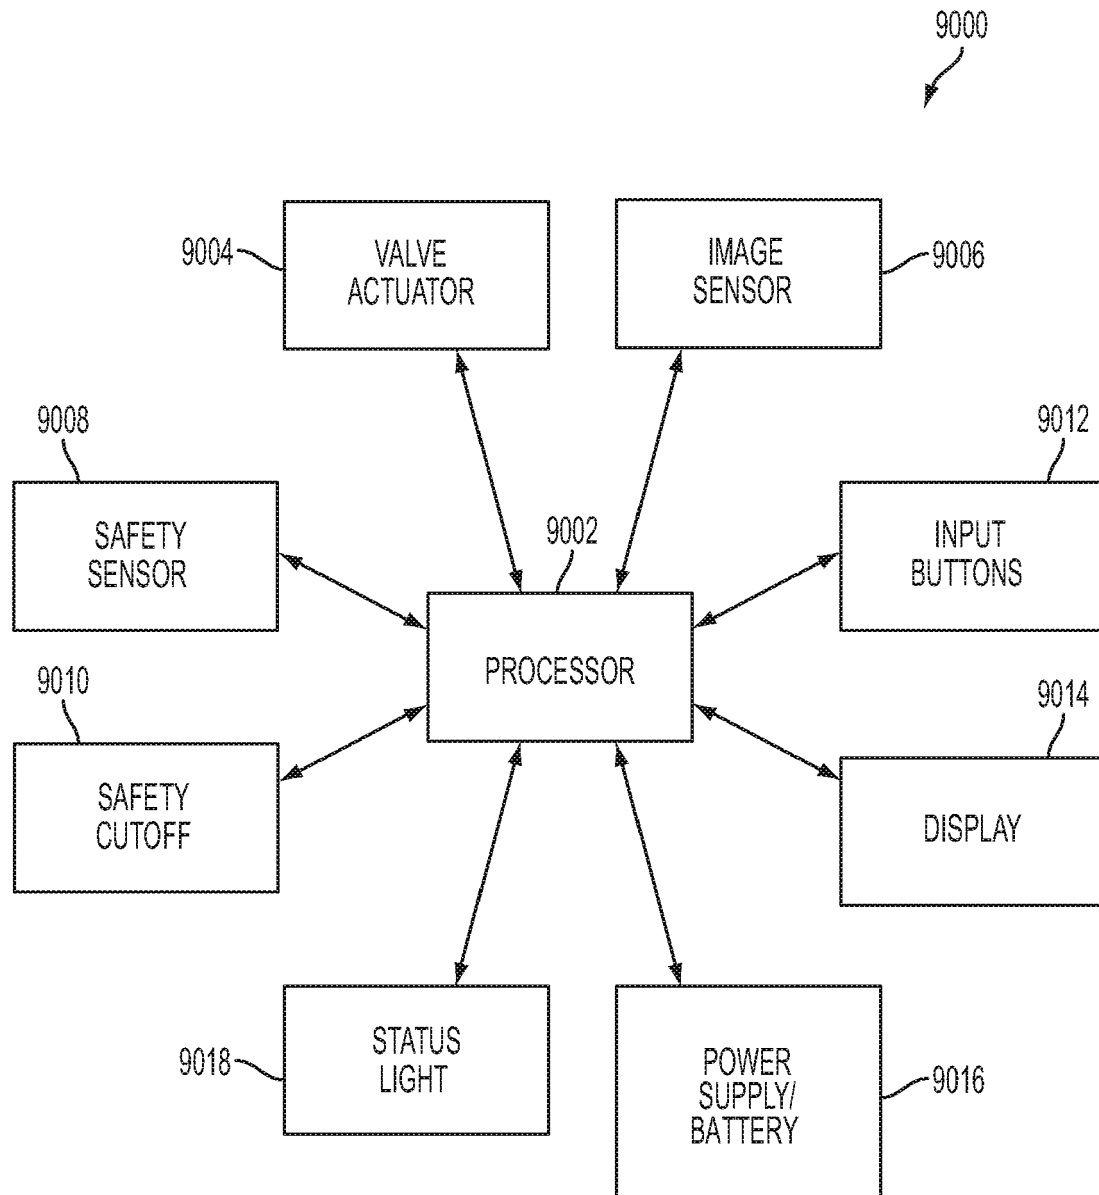 9000
9004
VALVE
ACTUATOR
IMAGE
SENSOR
9006
9008
SAFETY
SENSOR
9012
INPUT
BUTTONS
9002
PROCESSOR
9010
SAFETY
CUTOFF
9014
DISPLAY
9018
STATUS
LIGHT
POWER
SUPPLY/
BATTERY
9016